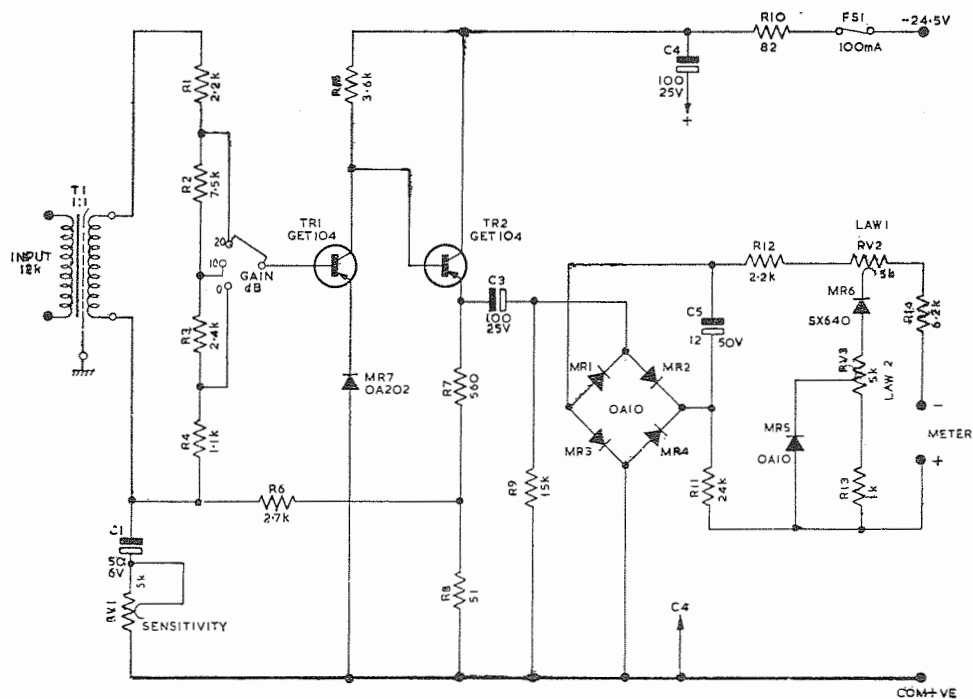 R10
82
FS1
100mA
-24.5V
C4
100
25V
+
R1
2.2k
3.6k
T1
1:1
R2
7.5k
INPUT
12k
20
10
0
GAIN
dB
TR1
GET104
TR2
GET104
C3
100
25V
R3
2.4k
MR7
OA202
R7
560
R4
1.1k
R6
2.7k
C1
50
6V
5k
RV1
SENSITIVITY
R8
51
R9
15k
MR1
MR2
OA10
MR3
MR4
C5
12
50V
R12
2.2k
LAW1
RV2
5k
MR6
SX640
R14
6.2k
RV3
5k
LAW 2
MR5
OA10
R11
24k
R13
1k
-
METER
+
C4
COM+VE